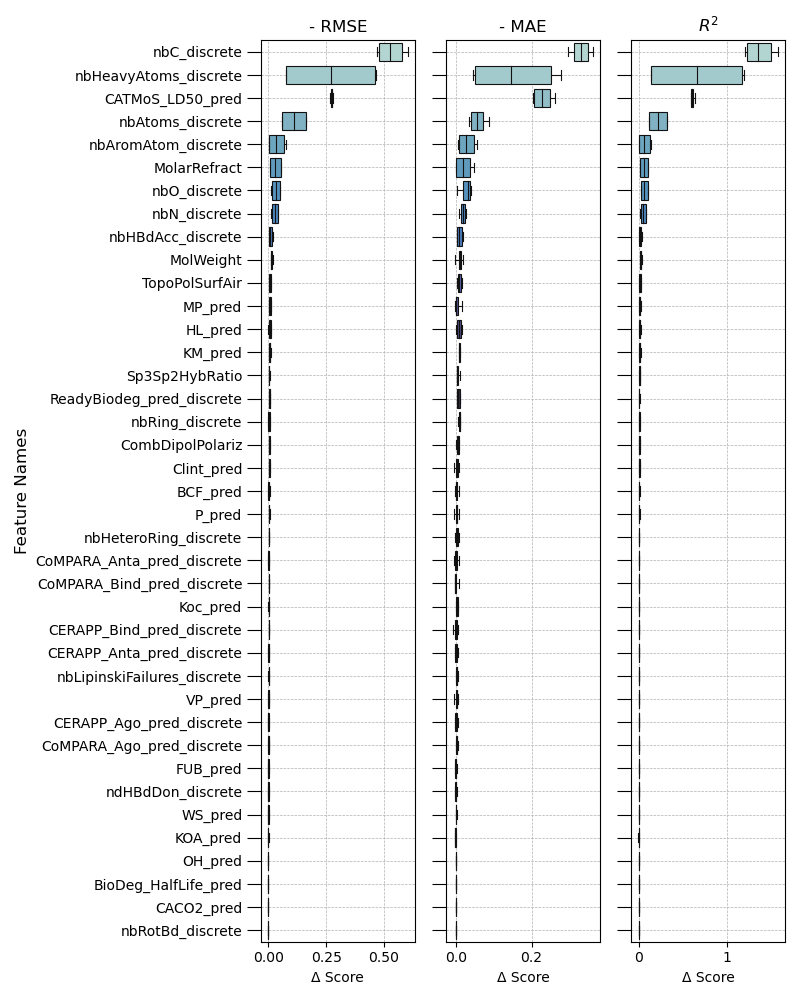 - RMSE
- MAE
R²
Feature Names
nbC_discrete
nbHeavyAtoms_discrete
CATMoS_LD50_pred
nbAtoms_discrete
nbAromAtom_discrete
MolarRefract
nbO_discrete
nbN_discrete
nbHBdAcc_discrete
MolWeight
TopoPolSurfAir
MP_pred
HL_pred
KM_pred
Sp3Sp2HybRatio
ReadyBiodeg_pred_discrete
nbRing_discrete
CombDipolPolariz
Clint_pred
BCF_pred
P_pred
nbHeteroRing_discrete
CoMPARA_Anta_pred_discrete
CoMPARA_Bind_pred_discrete
Koc_pred
CERAPP_Bind_pred_discrete
CERAPP_Anta_pred_discrete
nbLipinskiFailures_discrete
VP_pred
CERAPP_Ago_pred_discrete
CoMPARA_Ago_pred_discrete
FUB_pred
ndHBdDon_discrete
WS_pred
KOA_pred
OH_pred
BioDeg_HalfLife_pred
CACO2_pred
nbRotBd_discrete
0.00 0.25 0.50
0.0 0.2
0 1
Δ Score
Δ Score
Δ Score